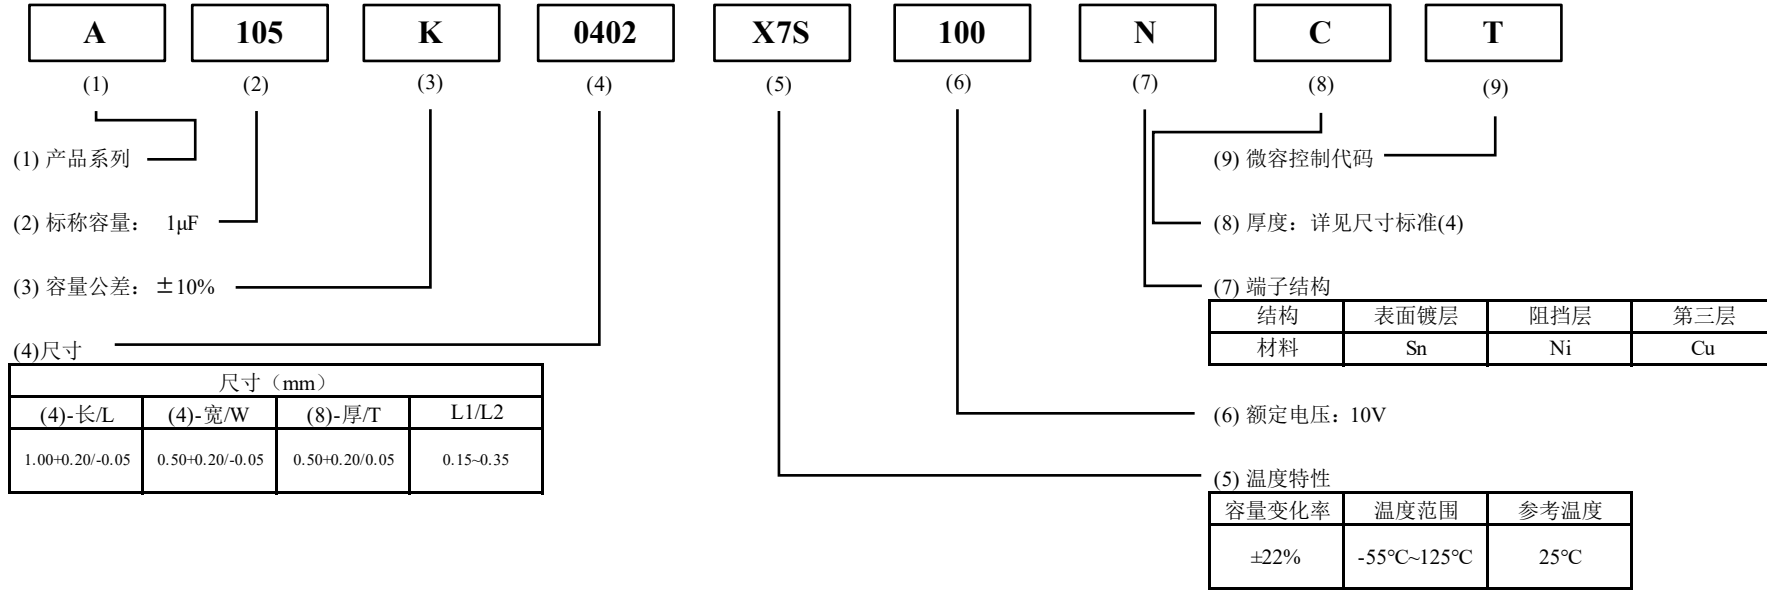 A 105 K 0402 X7S 100 N C T
(1) (2) (3) (4) (5) (6) (7) (8) (9)
(1) 产品系列
(2) 标称容量： 1μF
(3) 容量公差：±10%
(4)尺寸
尺寸（mm）
(4)-长/L (4)-宽/W (8)-厚/T L1/L2
1.00+0.20/-0.05 0.50+0.20/-0.05 0.50+0.20/0.05 0.15~0.35
(9) 微容控制代码
(8) 厚度：详见尺寸标准(4)
(7) 端子结构
结构 表面镀层 阻挡层 第三层
材料 Sn Ni Cu
(6) 额定电压：10V
(5) 温度特性
容量变化率 温度范围 参考温度
±22% -55℃~125℃ 25℃